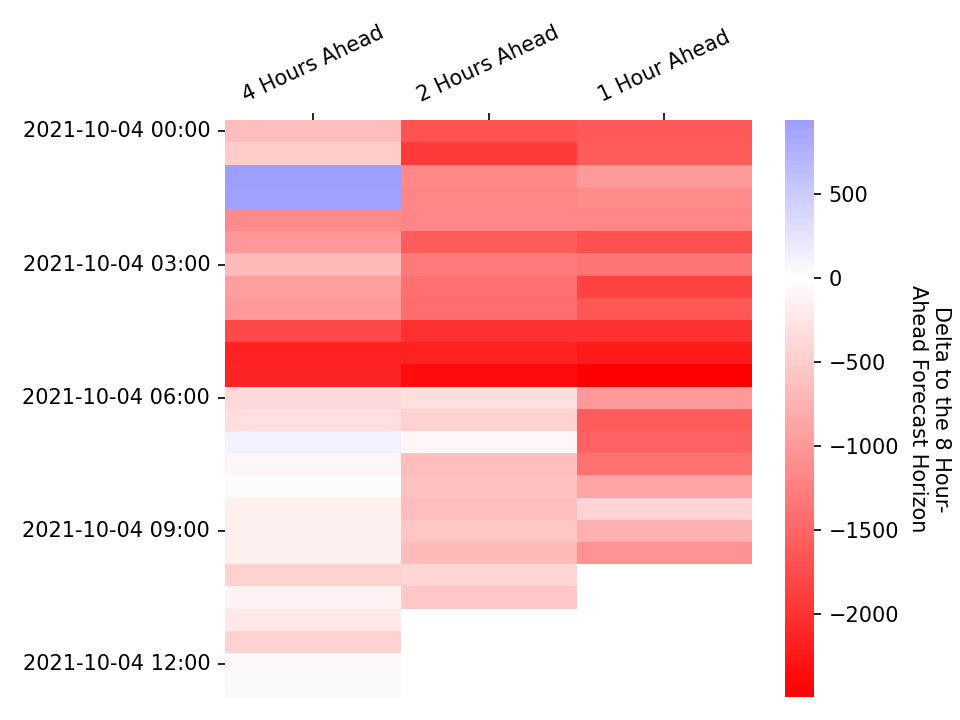 4 Hours Ahead
2 Hours Ahead
1 Hour Ahead
2021-10-04 00:00
2021-10-04 03:00
2021-10-04 06:00
2021-10-04 09:00
2021-10-04 12:00
500
0
−500
−1000
−1500
−2000
Delta to the 8 Hour-
Ahead Forecast Horizon